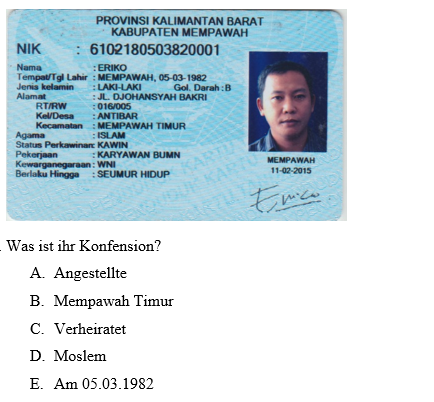 PROVINSI KALIMANTAN BARAT
KABUPATEN MEMPAWAH
NIK : 6102180503820001
Nama : ERIKO
Tempat/Tgl Lahir : MEMPAWAH, 05-03-1982
Jenis kelamin : LAKI-LAKI Gol. Darah : B
Alamat : JL. DJOHANSYAH BAKRI
RT/RW : 016/005
Kel/Desa : ANTIBAR
Kecamatan : MEMPAWAH TIMUR
Agama : ISLAM
Status Perkawinan: KAWIN
Pekerjaan : KARYAWAN BUMN
Kewarganegaraan : WNI
Berlaku Hingga : SEUMUR HIDUP
MEMPAWAH
11-02-2015
Eriko
. Was ist ihr Konfension?
A. Angestellte
B. Mempawah Timur
C. Verheiratet
D. Moslem
E. Am 05.03.1982